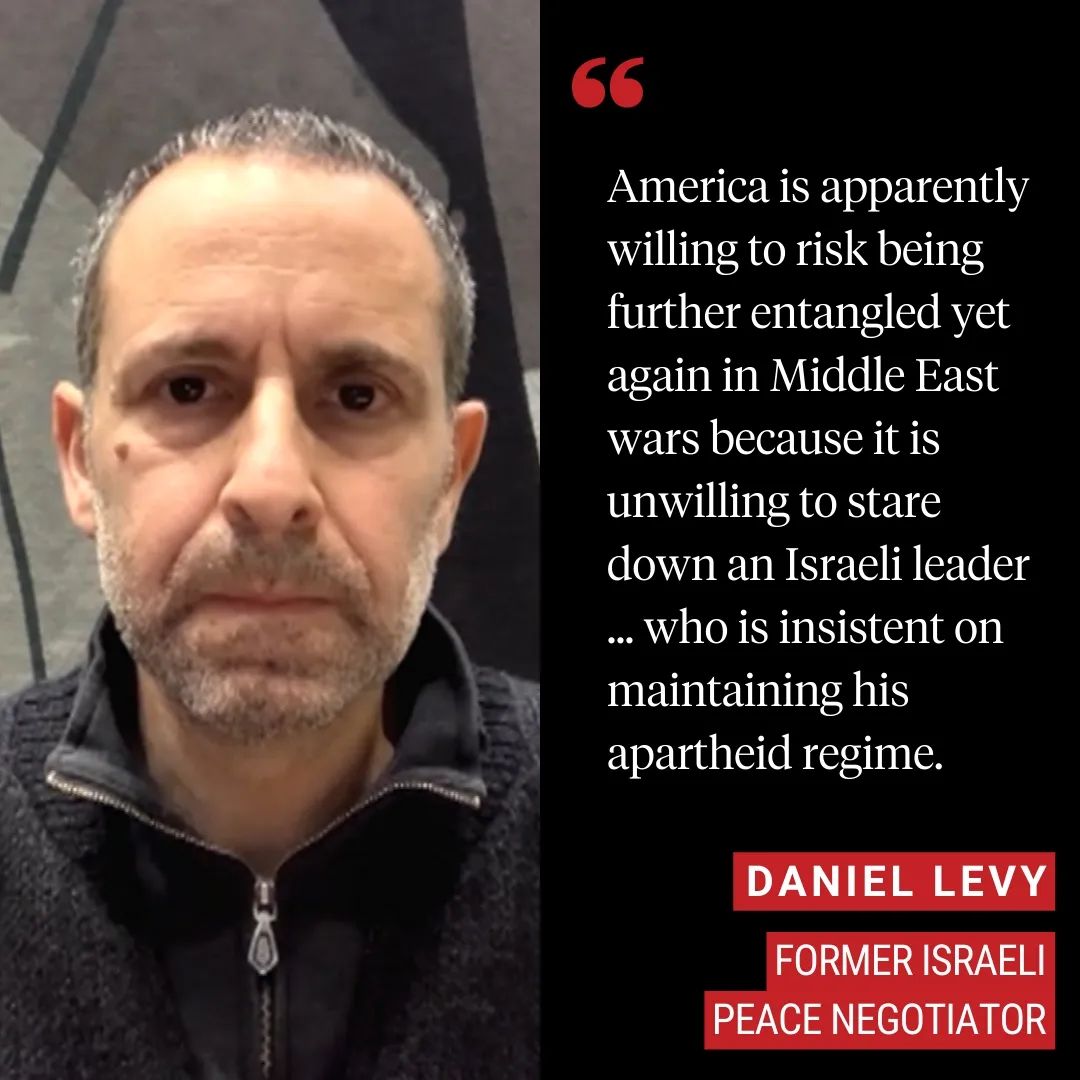 “
America is apparently
willing to risk being
further entangled yet
again in Middle East
wars because it is
unwilling to stare
down an Israeli leader
... who is insistent on
maintaining his
apartheid regime.
DANIEL LEVY
FORMER ISRAELI
PEACE NEGOTIATOR